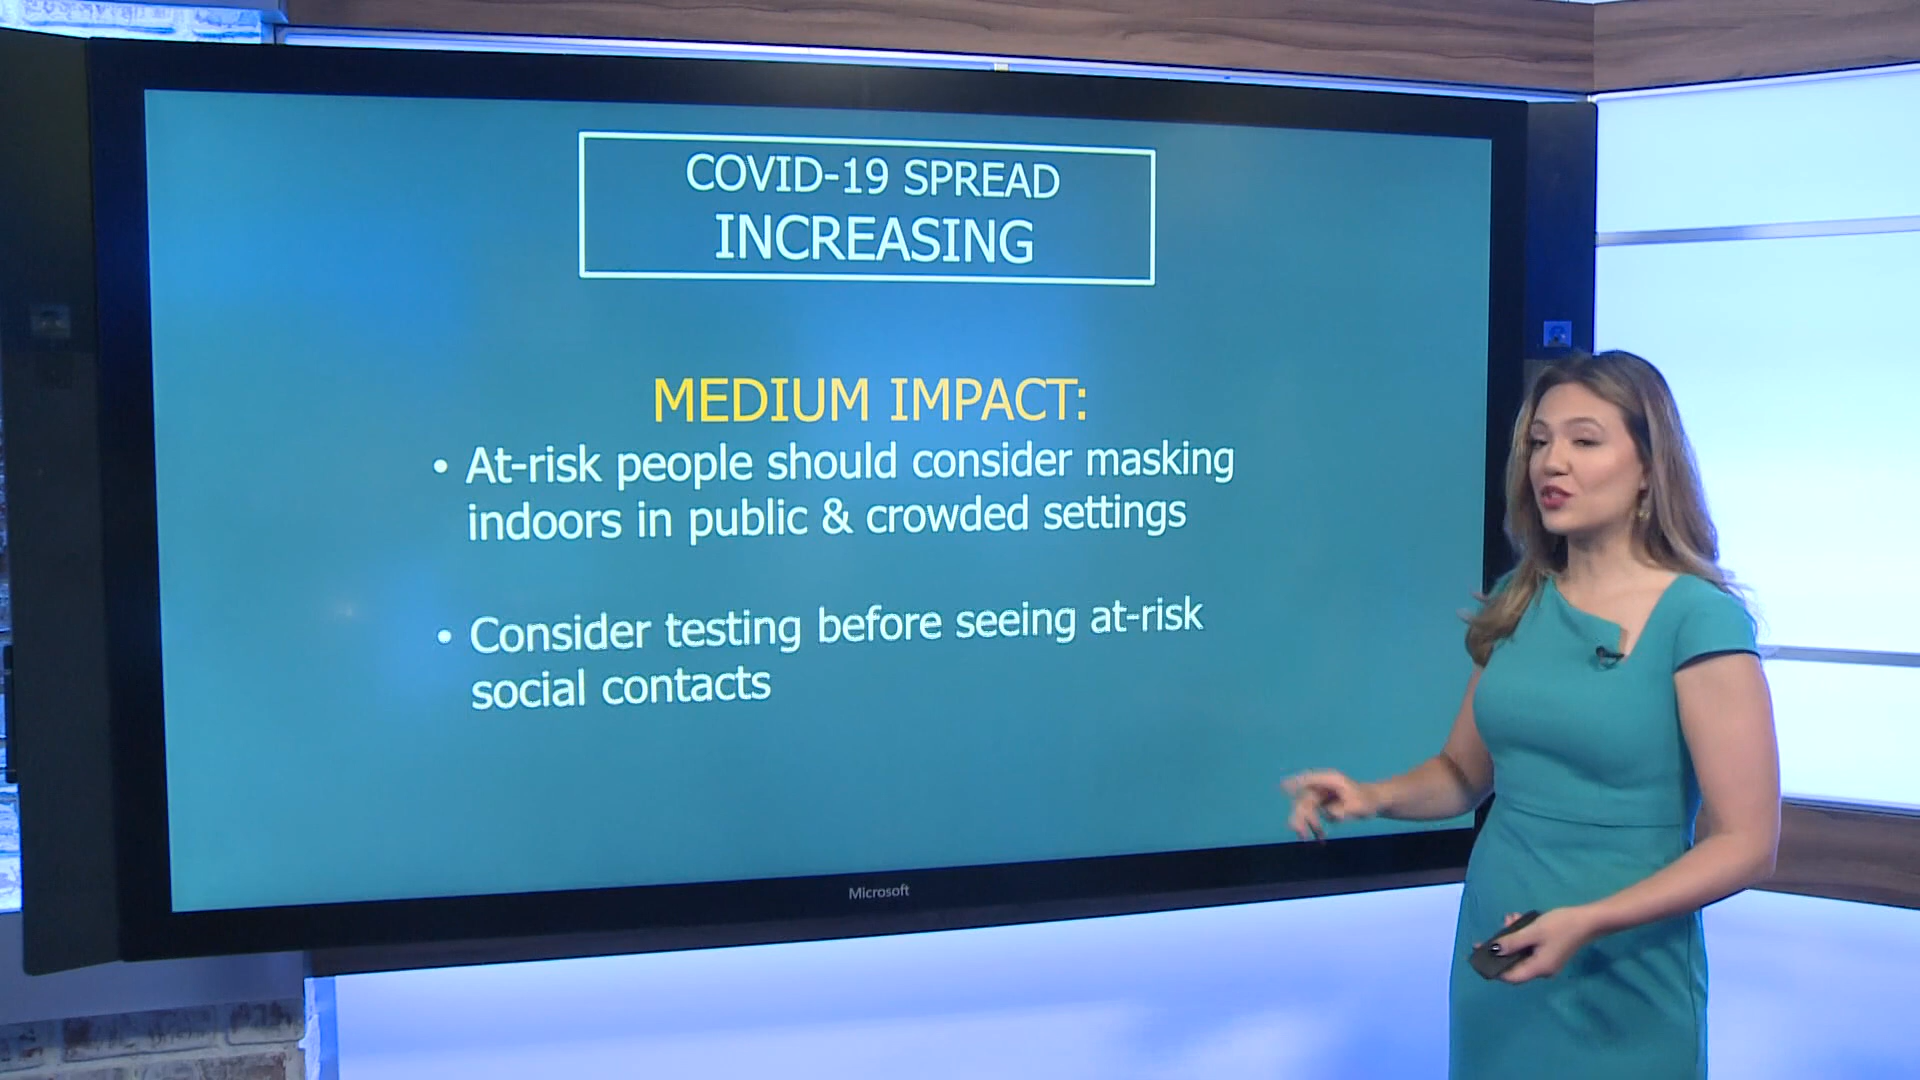 COVID-19 SPREAD
INCREASING
MEDIUM IMPACT:
• At-risk people should consider masking
indoors in public & crowded settings
• Consider testing before seeing at-risk
social contacts
Microsoft